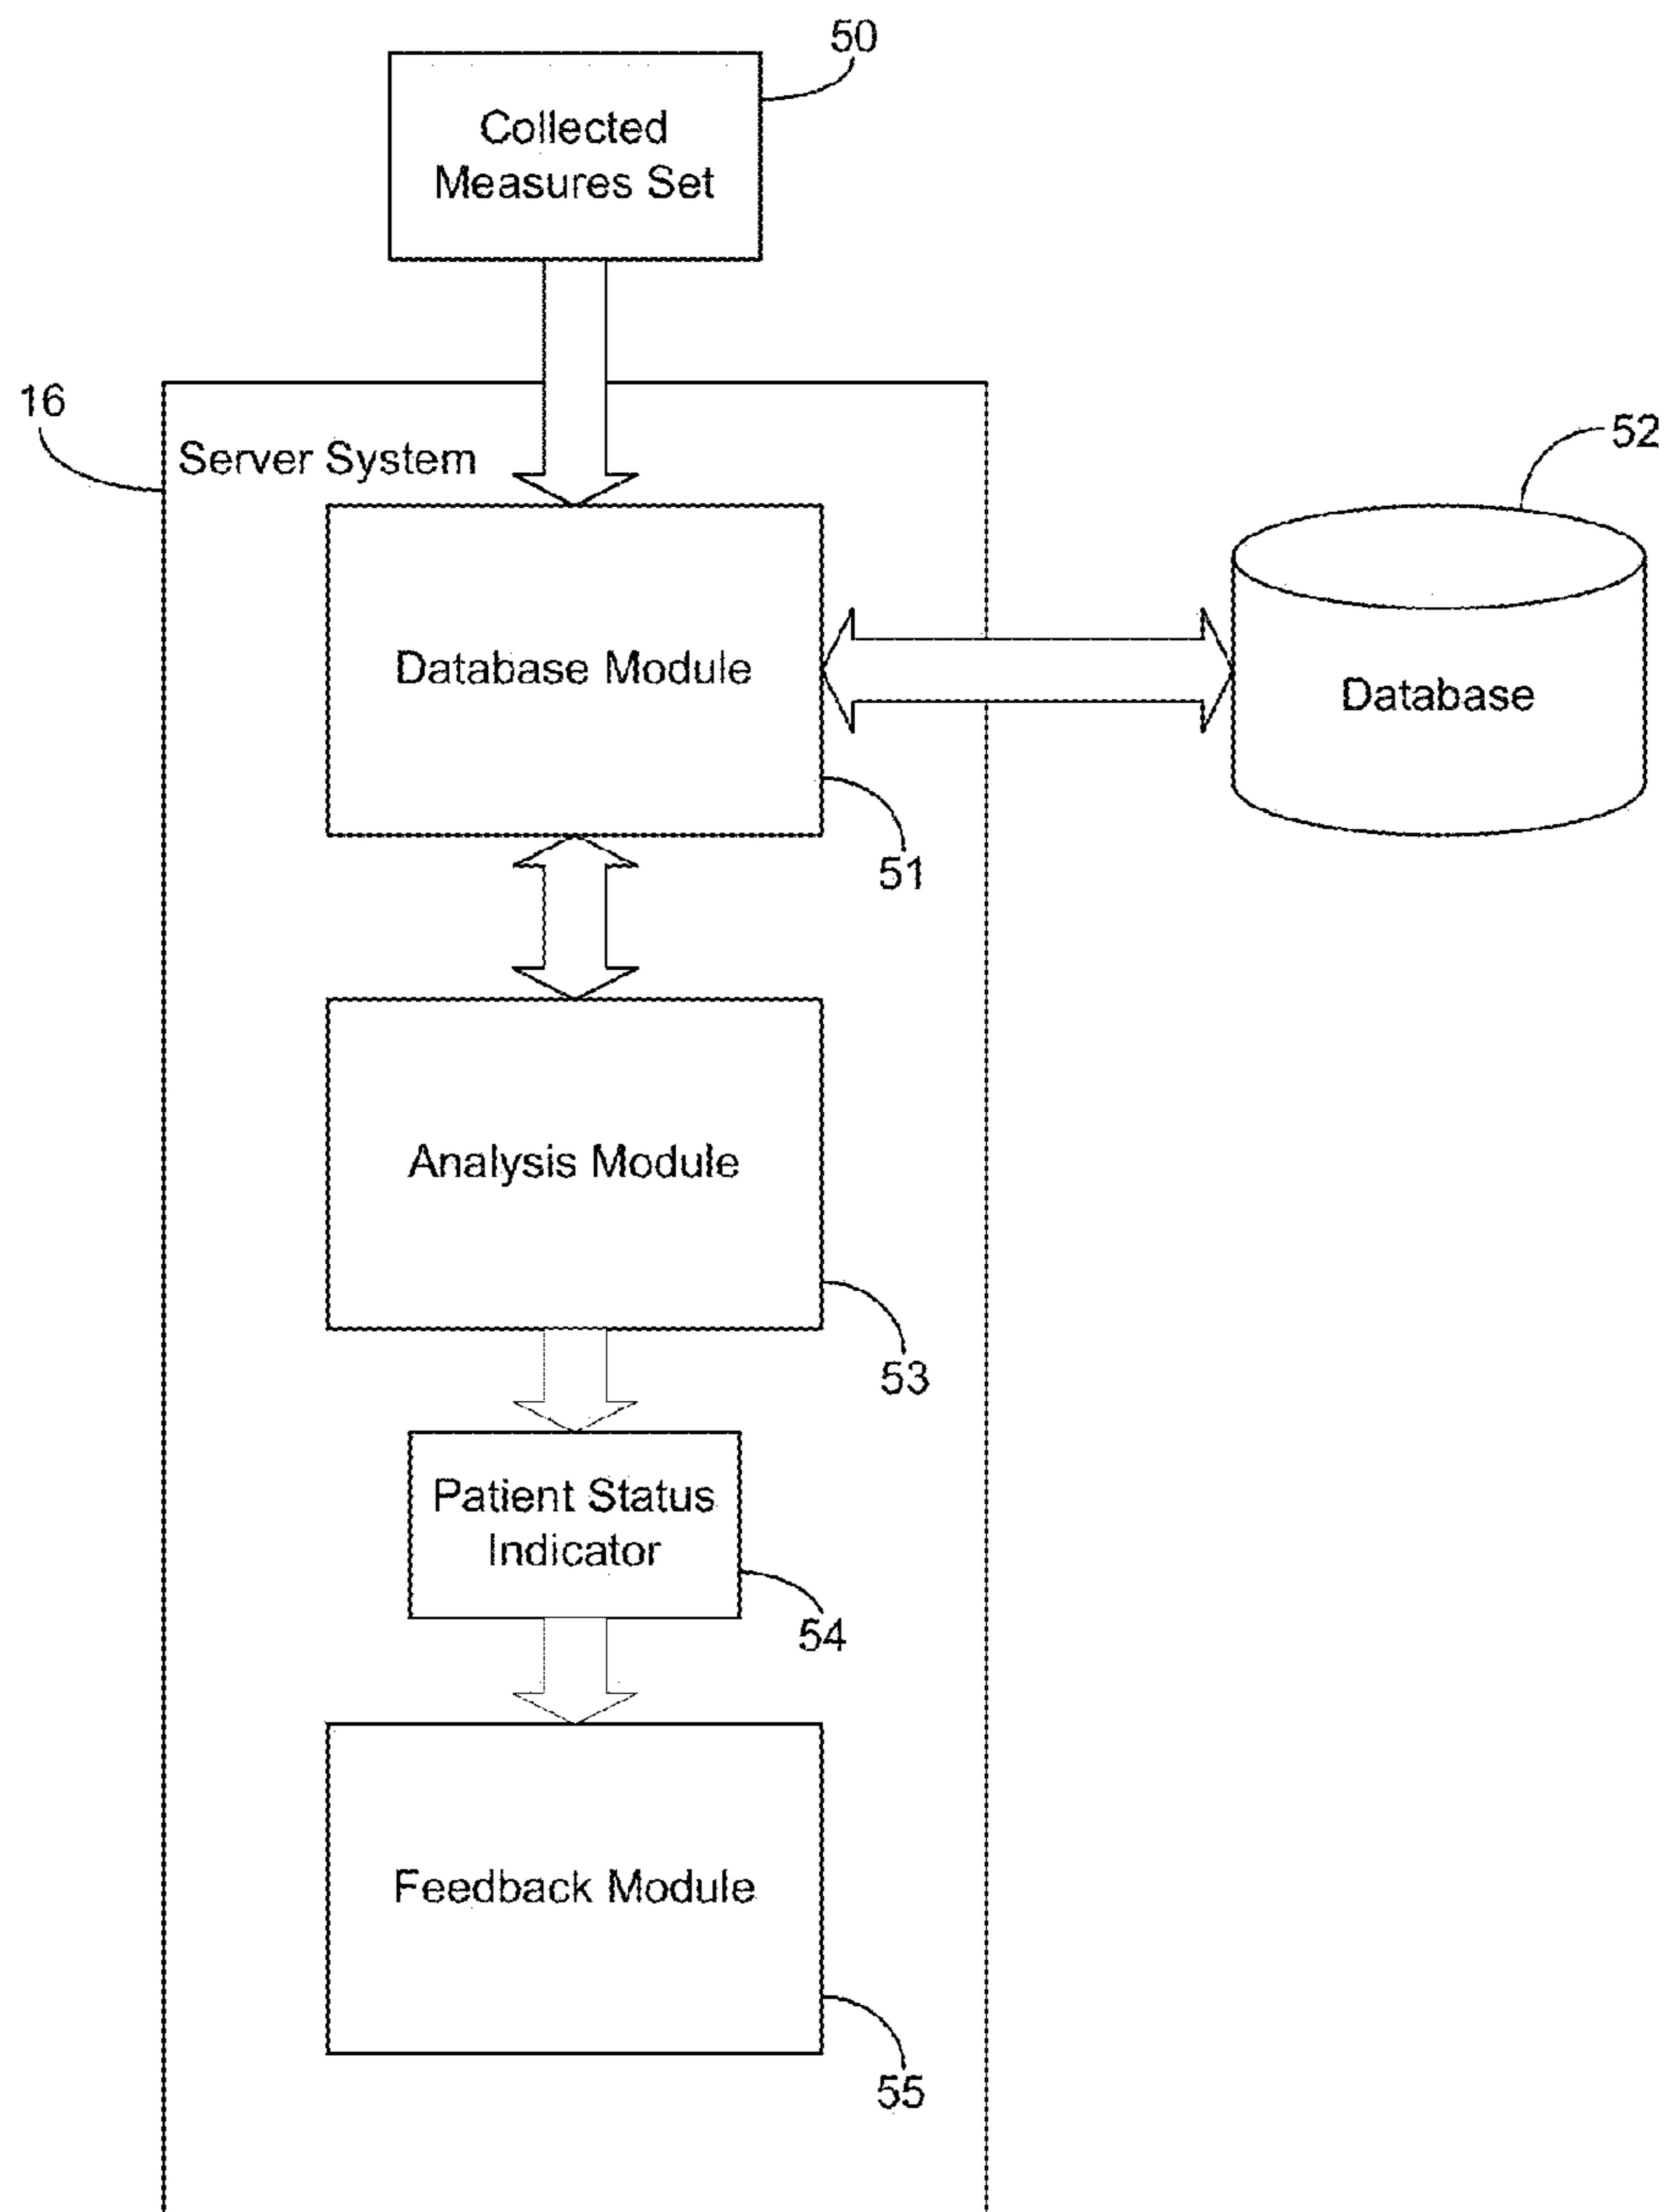 50
Collected
Measures Set
16
Server System
52
Database Module
Database
51
Analysis Module
53
Patient Status
Indicator
54
Feedback Module
55